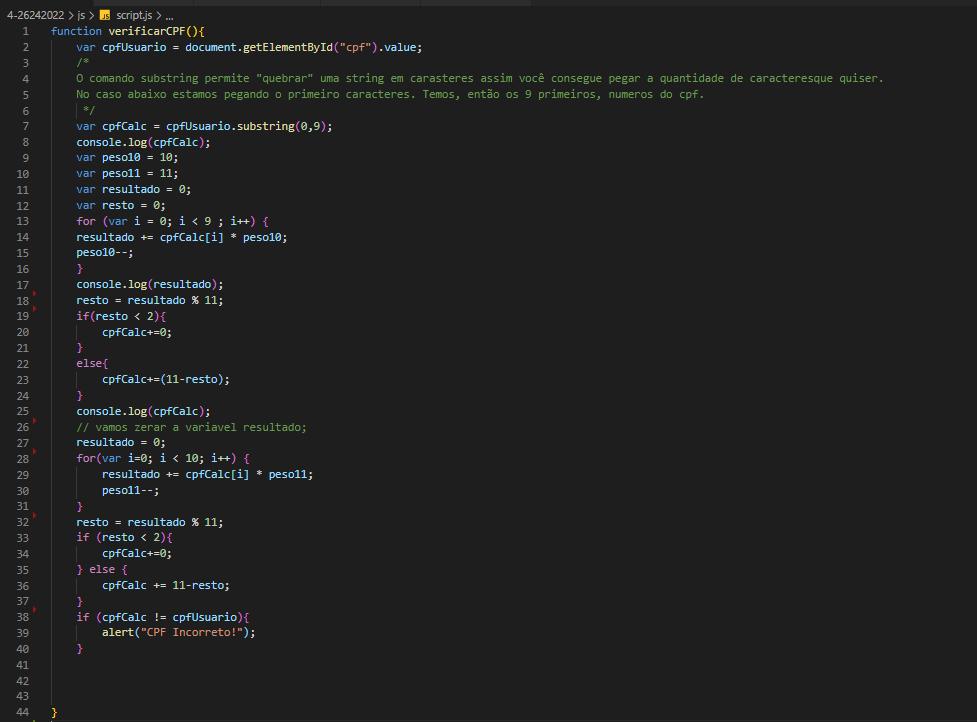 4-26242022 > js > JS script.js > ...
1 function verificarCPF(){
2 var cpfUsuario = document.getElementById("cpf").value;
3 /*
4 O comando substring permite "quebrar" uma string em carasteres assim você consegue pegar a quantidade de caracteresque quiser.
5 No caso abaixo estamos pegando o primeiro caracteres. Temos, então os 9 primeiros, numeros do cpf.
6 */
7 var cpfCalc = cpfUsuario.substring(0,9);
8 console.log(cpfCalc);
9 var peso10 = 10;
10 var peso11 = 11;
11 var resultado = 0;
12 var resto = 0;
13 for (var i = 0; i < 9 ; i++) {
14 resultado += cpfCalc[i] * peso10;
15 peso10--;
16 }
17 console.log(resultado);
18 resto = resultado % 11;
19 if(resto < 2){
20 cpfCalc+=0;
21 }
22 else{
23 cpfCalc+=(11-resto);
24 }
25 console.log(cpfCalc);
26 // vamos zerar a variavel resultado;
27 resultado = 0;
28 for(var i=0; i < 10; i++) {
29 resultado += cpfCalc[i] * peso11;
30 peso11--;
31 }
32 resto = resultado % 11;
33 if (resto < 2){
34 cpfCalc+=0;
35 } else {
36 cpfCalc += 11-resto;
37 }
38 if (cpfCalc != cpfUsuario){
39 alert("CPF Incorreto!");
40 }
41
42
43
44 }